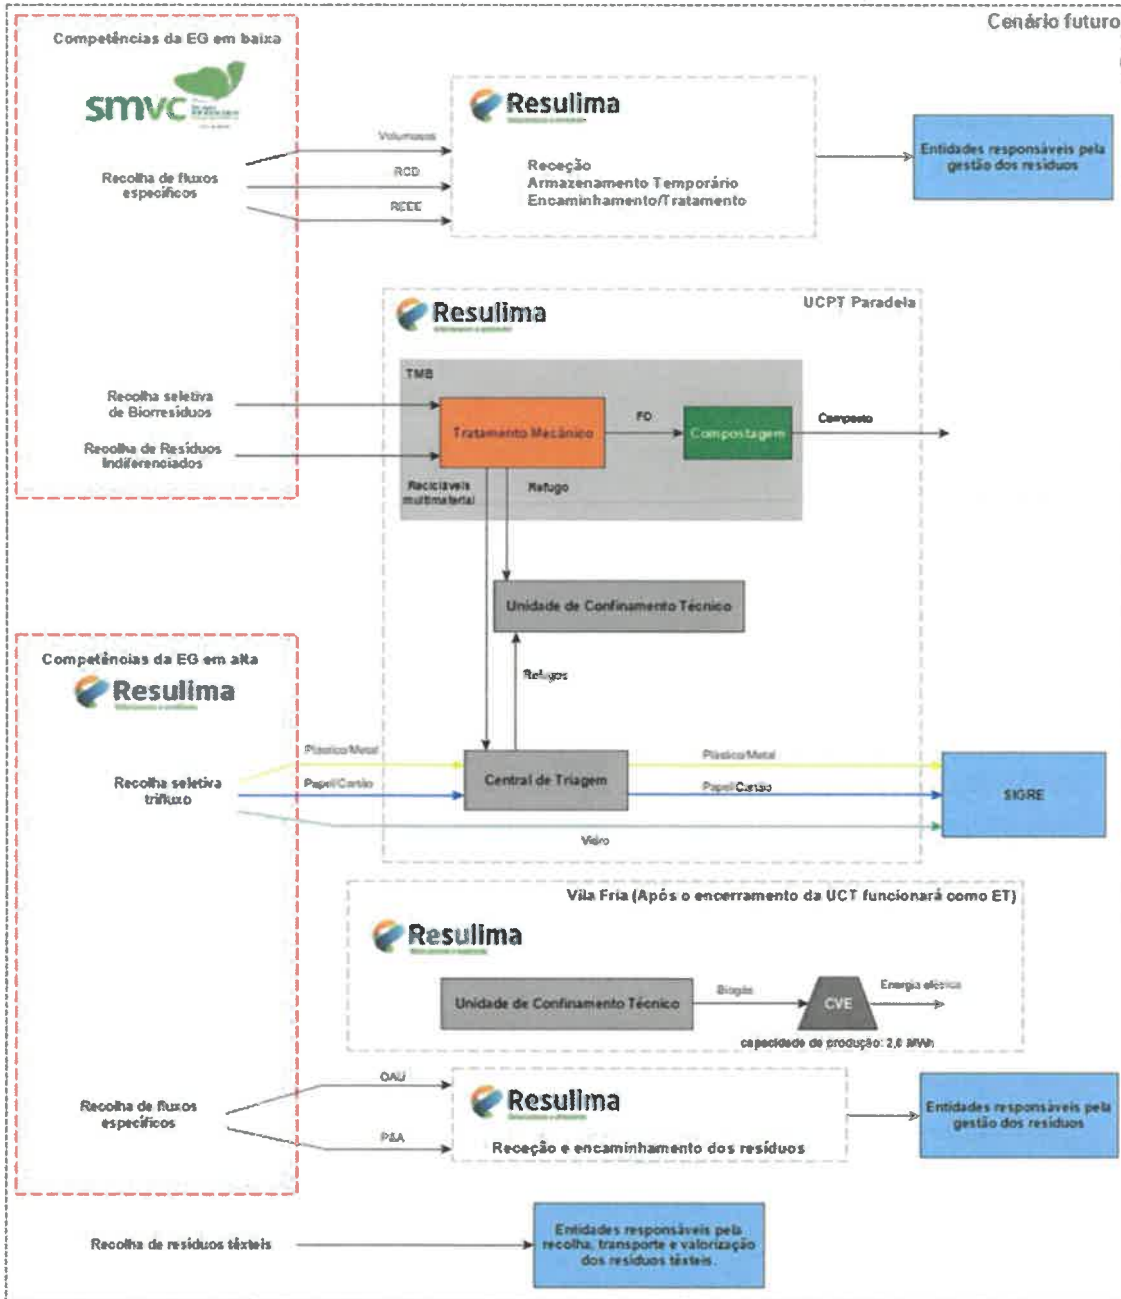 Cenário futuro
Competências da EG em baixa
smvc
Recolha de fluxos
específicos
Volumosos
RCD
REEE
Resulima
Receção
Armazenamento Temporário
Encaminhamento/Tratamento
Entidades responsáveis pela
gestão dos resíduos
Resulima
UCPT Paradela
TMB
Recolha seletiva
de Biorresíduos
Recolha de Resíduos
Indiferenciados
Tratamento Mecânico
FO
Compostagem
Composto
Recicláveis
multimaterial
Refugo
Unidade de Confinamento Técnico
Refugos
Competências da EG em alta
Resulima
Recolha seletiva
trifluxo
Plástico/Metal
Papel/Cartão
Central de Triagem
Plástico/Metal
Papel/Cartão
Vidro
SIGRE
Vila Fria (Após o encerramento da UCT funcionará como ET)
Resulima
Unidade de Confinamento Técnico
Biogás
CVE
Energia elétrica
capacidade de produção: 2,0 MWh
Recolha de fluxos
específicos
OAU
P&A
Resulima
Receção e encaminhamento dos resíduos
Entidades responsáveis pela
gestão dos resíduos
Recolha de resíduos têxteis
Entidades responsáveis pela
recolha, transporte e valorização
dos resíduos têxteis.